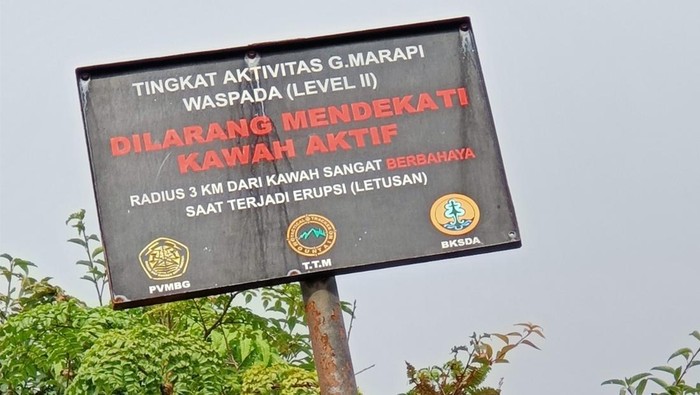 TINGKAT AKTIVITAS G.MARAPI
WASPADA (LEVEL II)
DILARANG MENDEKATI
KAWAH AKTIF
RADIUS 3 KM DARI KAWAH SANGAT BERBAHAYA
SAAT TERJADI ERUPSI (LETUSAN)
PVMBG
T.T.M
BKSDA